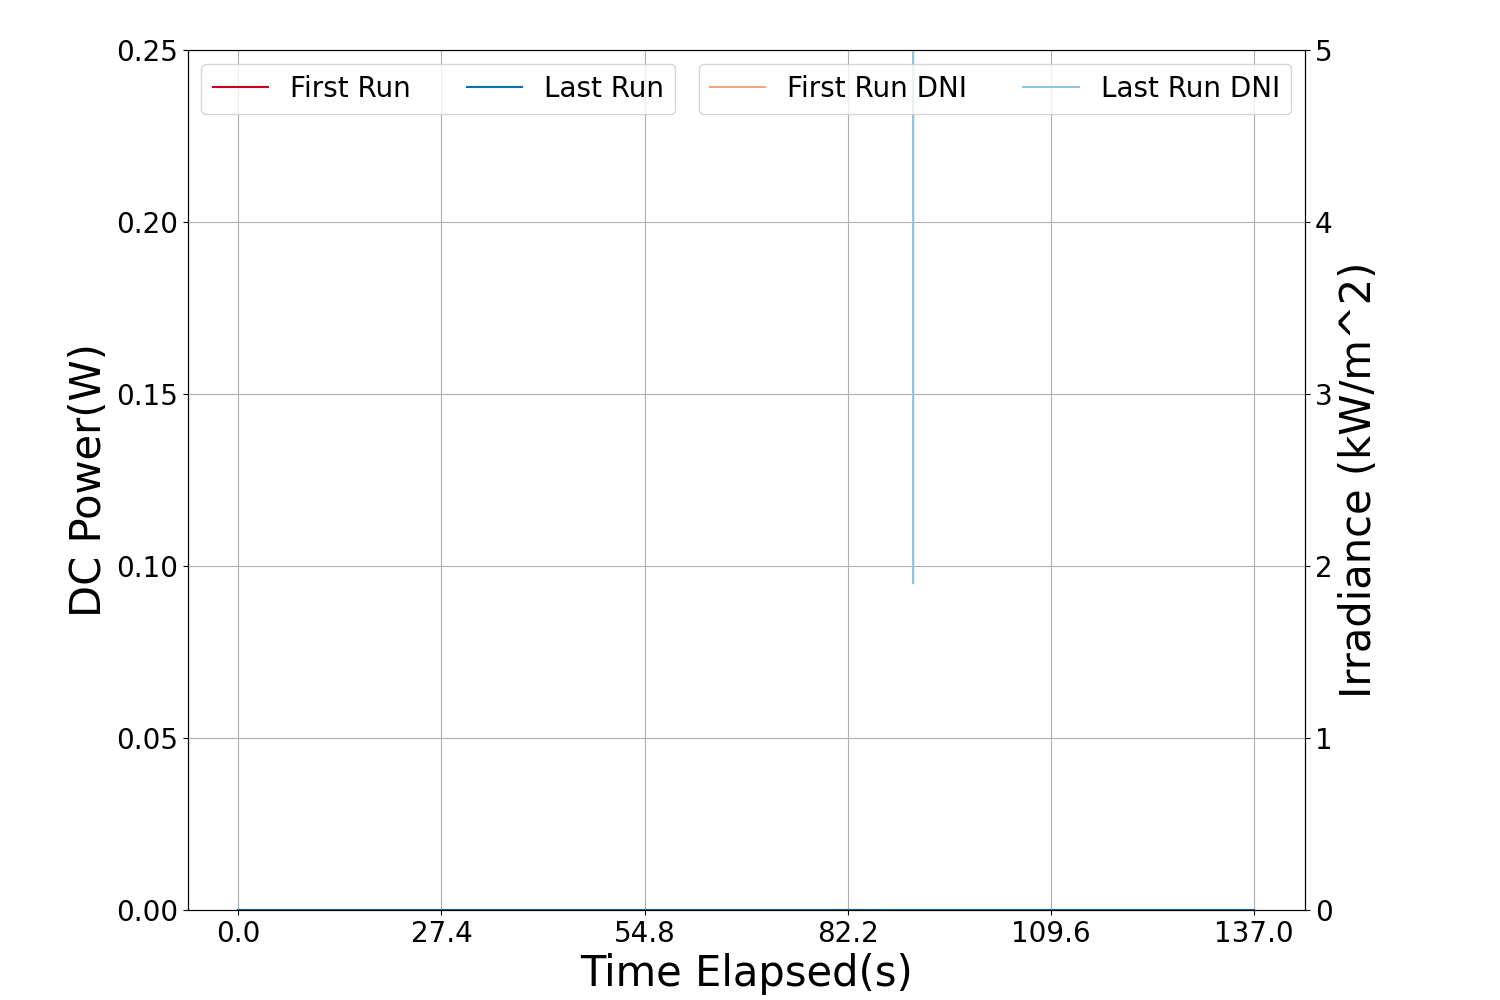 0.25
0.20
0.15
0.10
0.05
0.00
DC Power(W)
First Run
Last Run
First Run DNI
Last Run DNI
5
4
3
2
1
0
Irradiance (kW/m^2)
0.0
27.4
54.8
82.2
109.6
137.0
Time Elapsed(s)